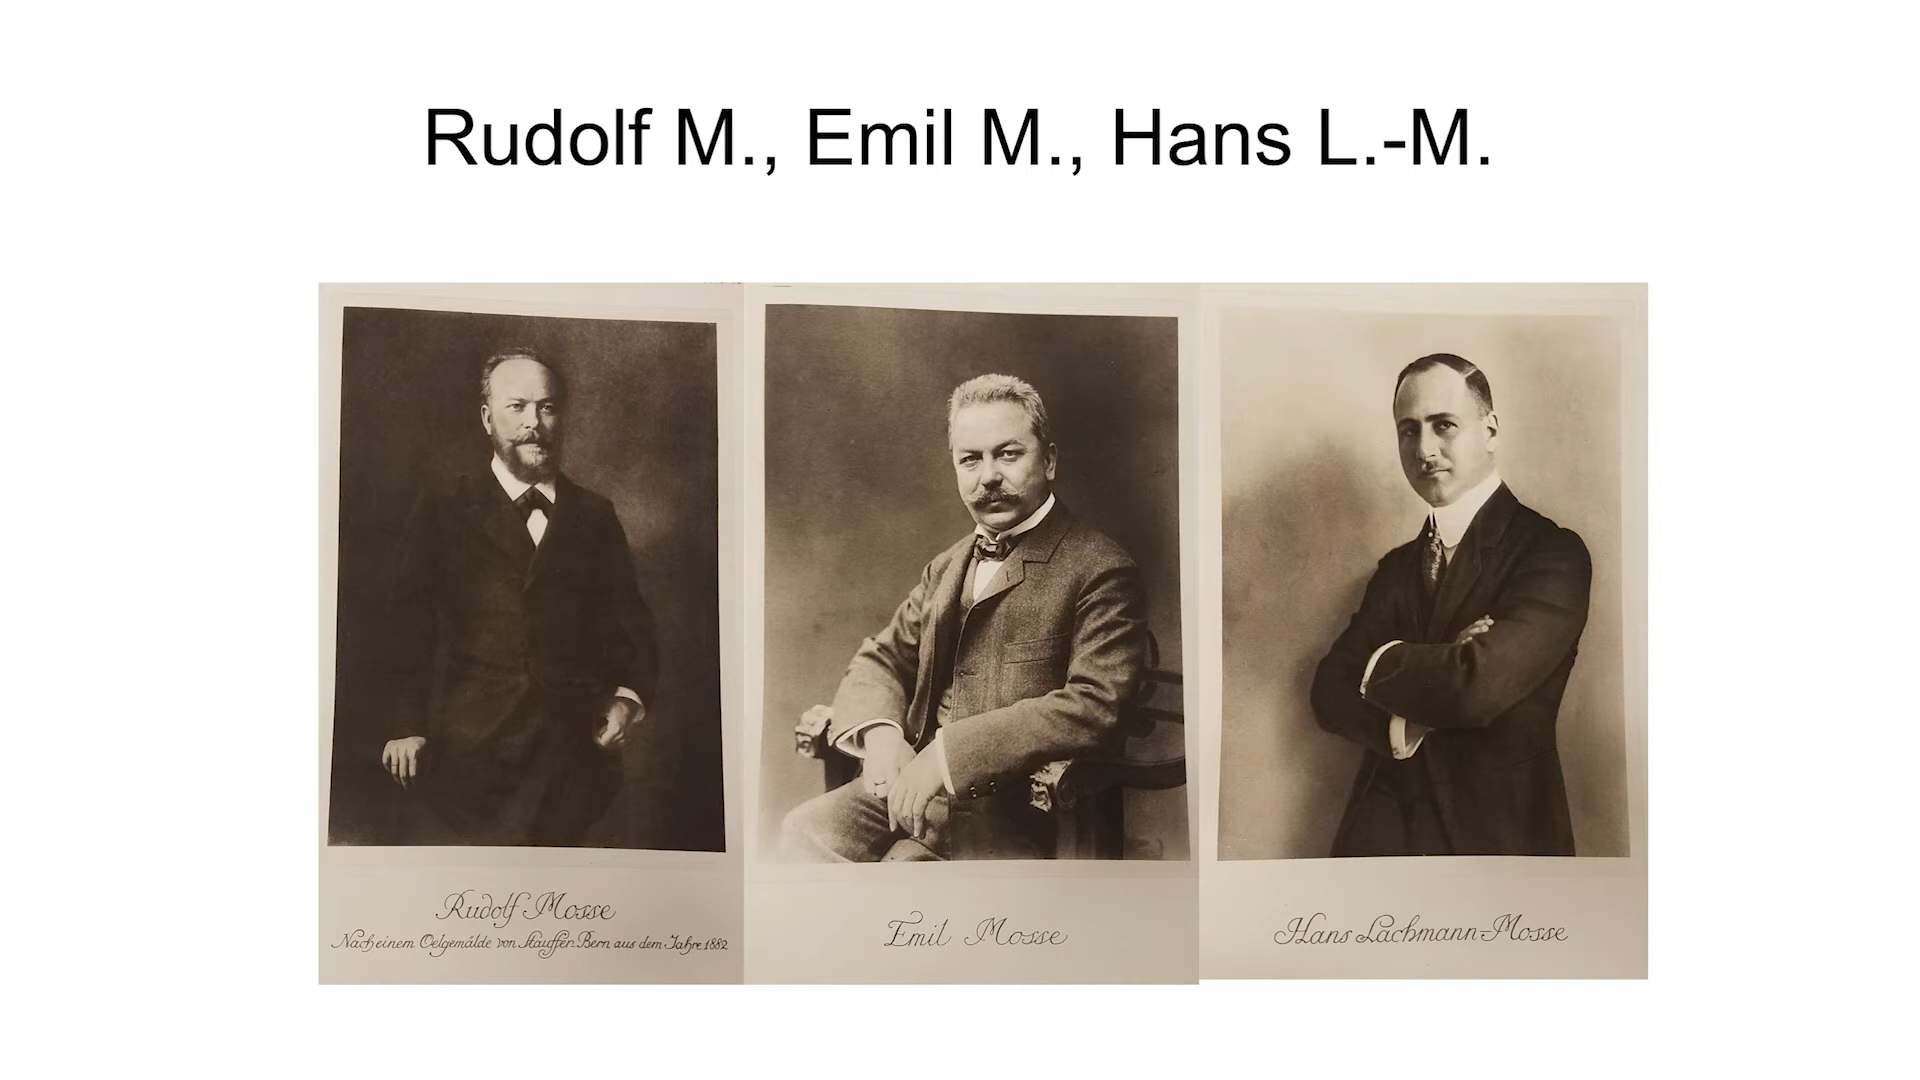 Rudolf M., Emil M., Hans L.-M.
Rudolf Mosse
Nach einem Oelgemälde von Stauffer-Bern aus dem Jahre 1882
Emil Mosse
Hans Lachmann-Mosse